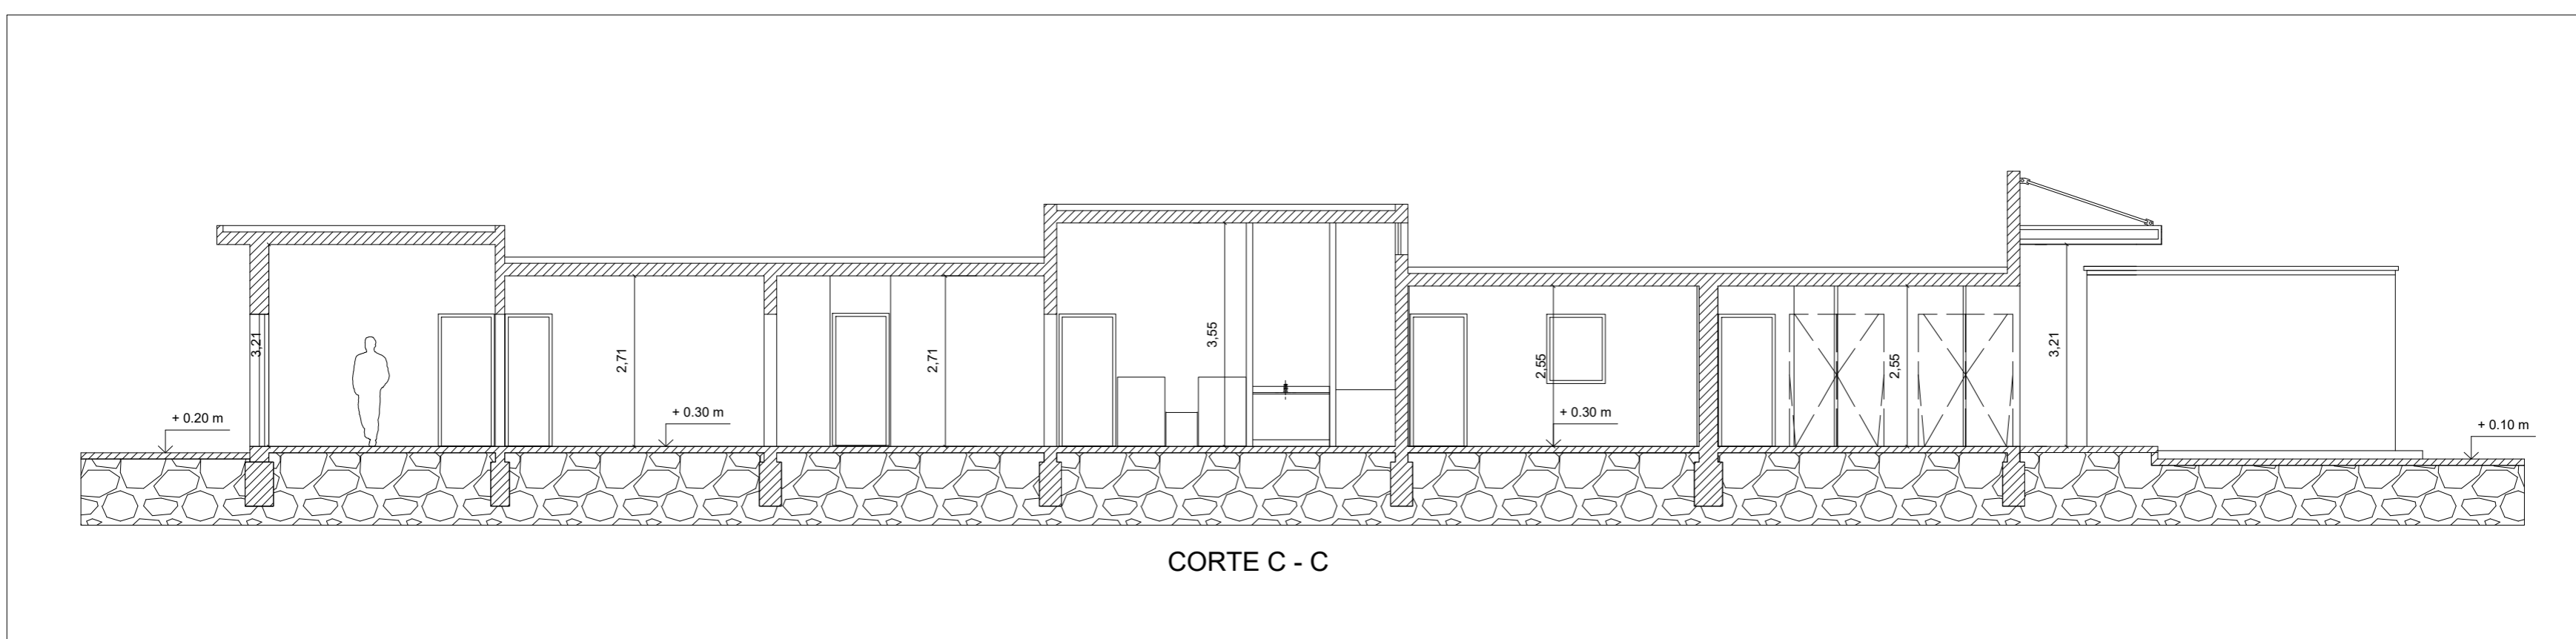 3,21
2,71
2,71
3,55
2,55
2,55
3,21
+ 0.20 m
+ 0.30 m
+ 0.30 m
+ 0.10 m
CORTE C - C